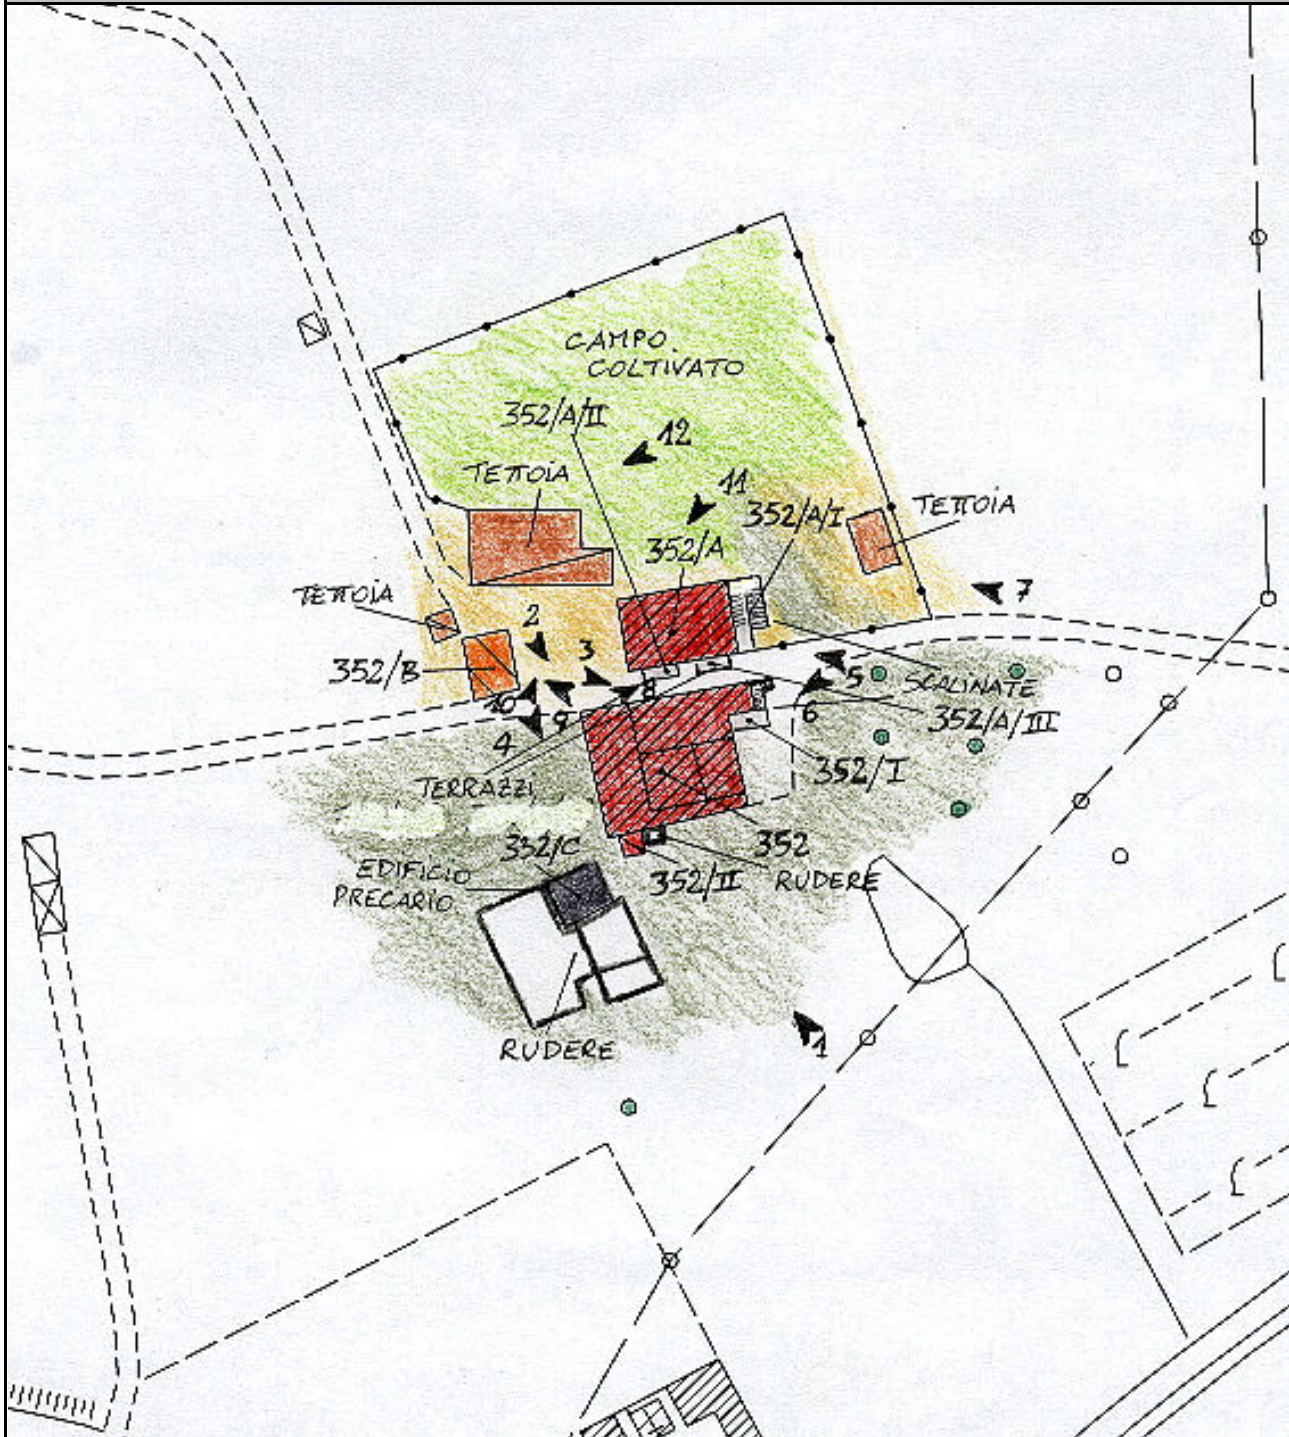 CAMPO
COLTIVATO
352/A/II
12
TETTOIA
11
352/A/I
TETTOIA
352/A
7
TETTOIA
2
3
352/B
8
5
SCALINATE
10
9
6
352/A/III
4
352/I
TERRAZZI
352/C
352
EDIFICIO
PRECARIO
352/II
RUDERE
1
RUDERE